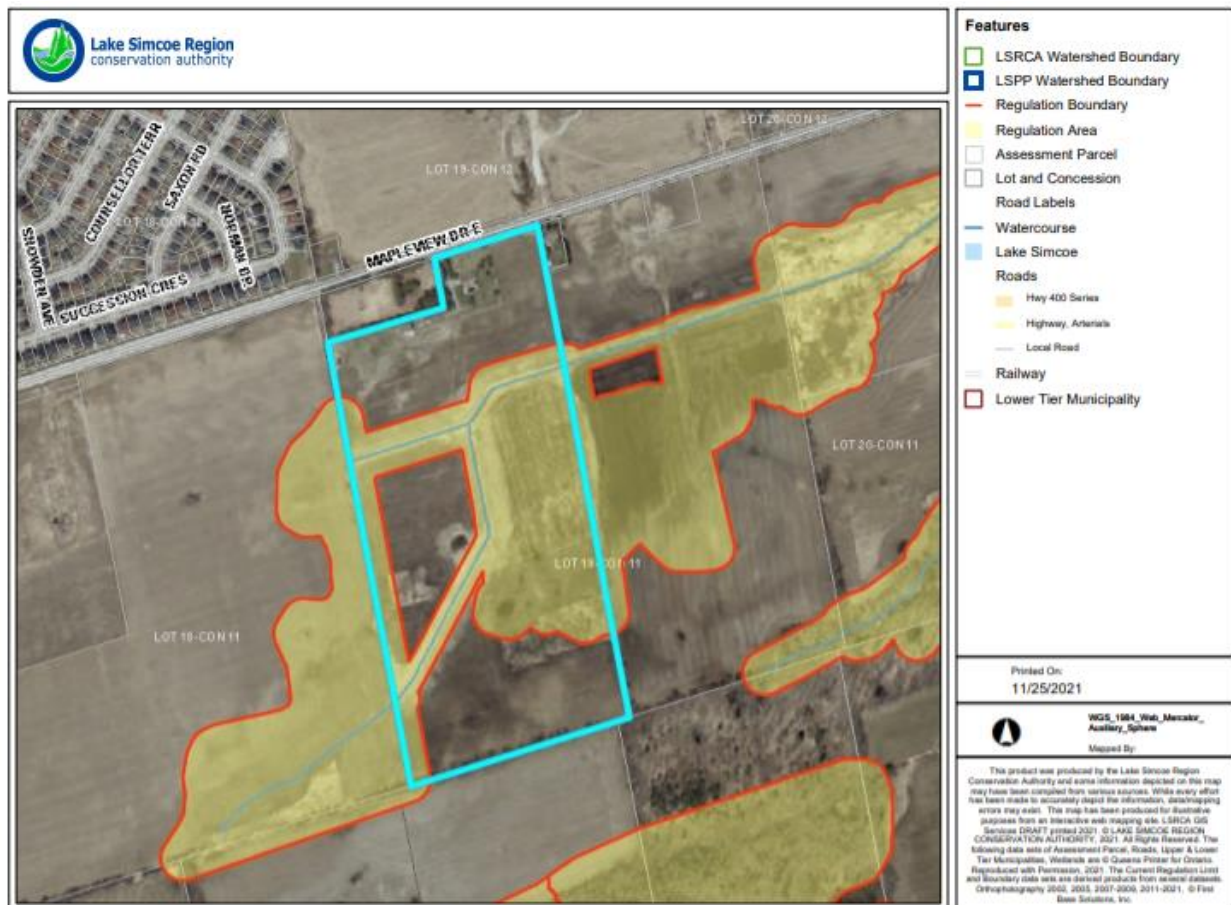 Lake Simcoe Region
conservation authority
LOT 20-CON 12
LOT 19-CON 12
COUNSELLOR TERR
SAXON RD
NORMAN DR
SNOWDEN AVE
SUCCESSION CRES
MAPLEVIEW DR E
LOT 20-CON 11
LOT 19-CON 11
LOT 18-CON 11
Features
LSRCA Watershed Boundary
LSPP Watershed Boundary
Regulation Boundary
Regulation Area
Assessment Parcel
Lot and Concession
Road Labels
Watercourse
Lake Simcoe
Roads
Hwy 400 Series
Highway, Arterials
Local Road
Railway
Lower Tier Municipality
Printed On:
11/25/2021
WGS_1984_Web_Mercator_
Auxiliary_Sphere
Mapped By:
This product was produced by the Lake Simcoe Region
Conservation Authority and some information depicted on this map
may have been compiled from various sources. While every effort
has been made to accurately depict the information, data/mapping
errors may exist. This map has been produced for illustrative
purposes from an interactive web mapping site. LSRCA GIS
Services DRAFT printed 2021. © LAKE SIMCOE REGION
CONSERVATION AUTHORITY, 2021. All Rights Reserved. The
following data sets of Assessment Parcel, Roads, Upper & Lower
Tier Municipalities, Wetlands are © Queens Printer for Ontario.
Reproduced with Permission, 2021. The Current Regulation Limit
and Boundary data sets are derived products from several datasets.
Orthophotography 2002, 2005, 2007-2009, 2011-2021, © First
Base Solutions, Inc.